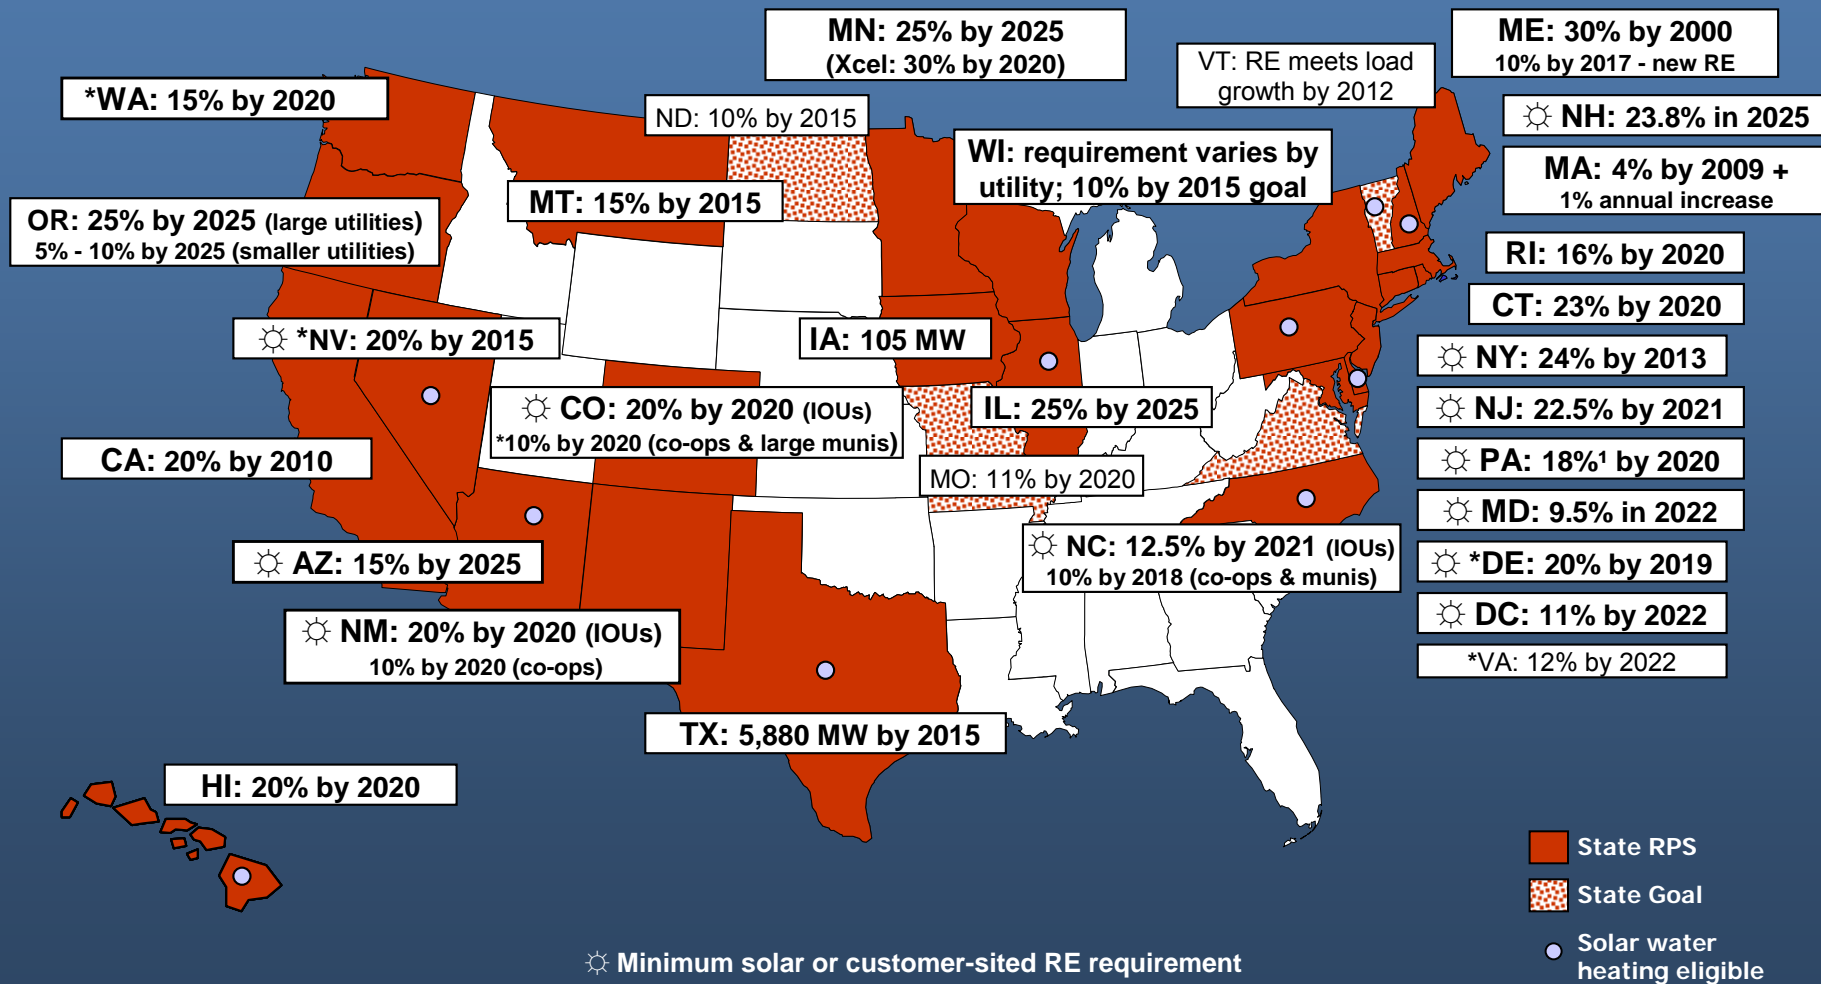 MN: 25% by 2025
(Xcel: 30% by 2020)
ME: 30% by 2000
10% by 2017 - new RE
VT: RE meets load
growth by 2012
*WA: 15% by 2020
ND: 10% by 2015
☼ NH: 23.8% in 2025
WI: requirement varies by
utility; 10% by 2015 goal
MA: 4% by 2009 +
1% annual increase
MT: 15% by 2015
OR: 25% by 2025 (large utilities)
5% - 10% by 2025 (smaller utilities)
RI: 16% by 2020
CT: 23% by 2020
☼ *NV: 20% by 2015
IA: 105 MW
☼ NY: 24% by 2013
☼ CO: 20% by 2020 (IOUs)
*10% by 2020 (co-ops & large munis)
IL: 25% by 2025
☼ NJ: 22.5% by 2021
CA: 20% by 2010
MO: 11% by 2020
☼ PA: 18%¹ by 2020
☼ MD: 9.5% in 2022
☼ NC: 12.5% by 2021 (IOUs)
10% by 2018 (co-ops & munis)
☼ AZ: 15% by 2025
☼ *DE: 20% by 2019
☼ DC: 11% by 2022
☼ NM: 20% by 2020 (IOUs)
10% by 2020 (co-ops)
*VA: 12% by 2022
TX: 5,880 MW by 2015
HI: 20% by 2020
State RPS
State Goal
Solar water
heating eligible
☼ Minimum solar or customer-sited RE requirement